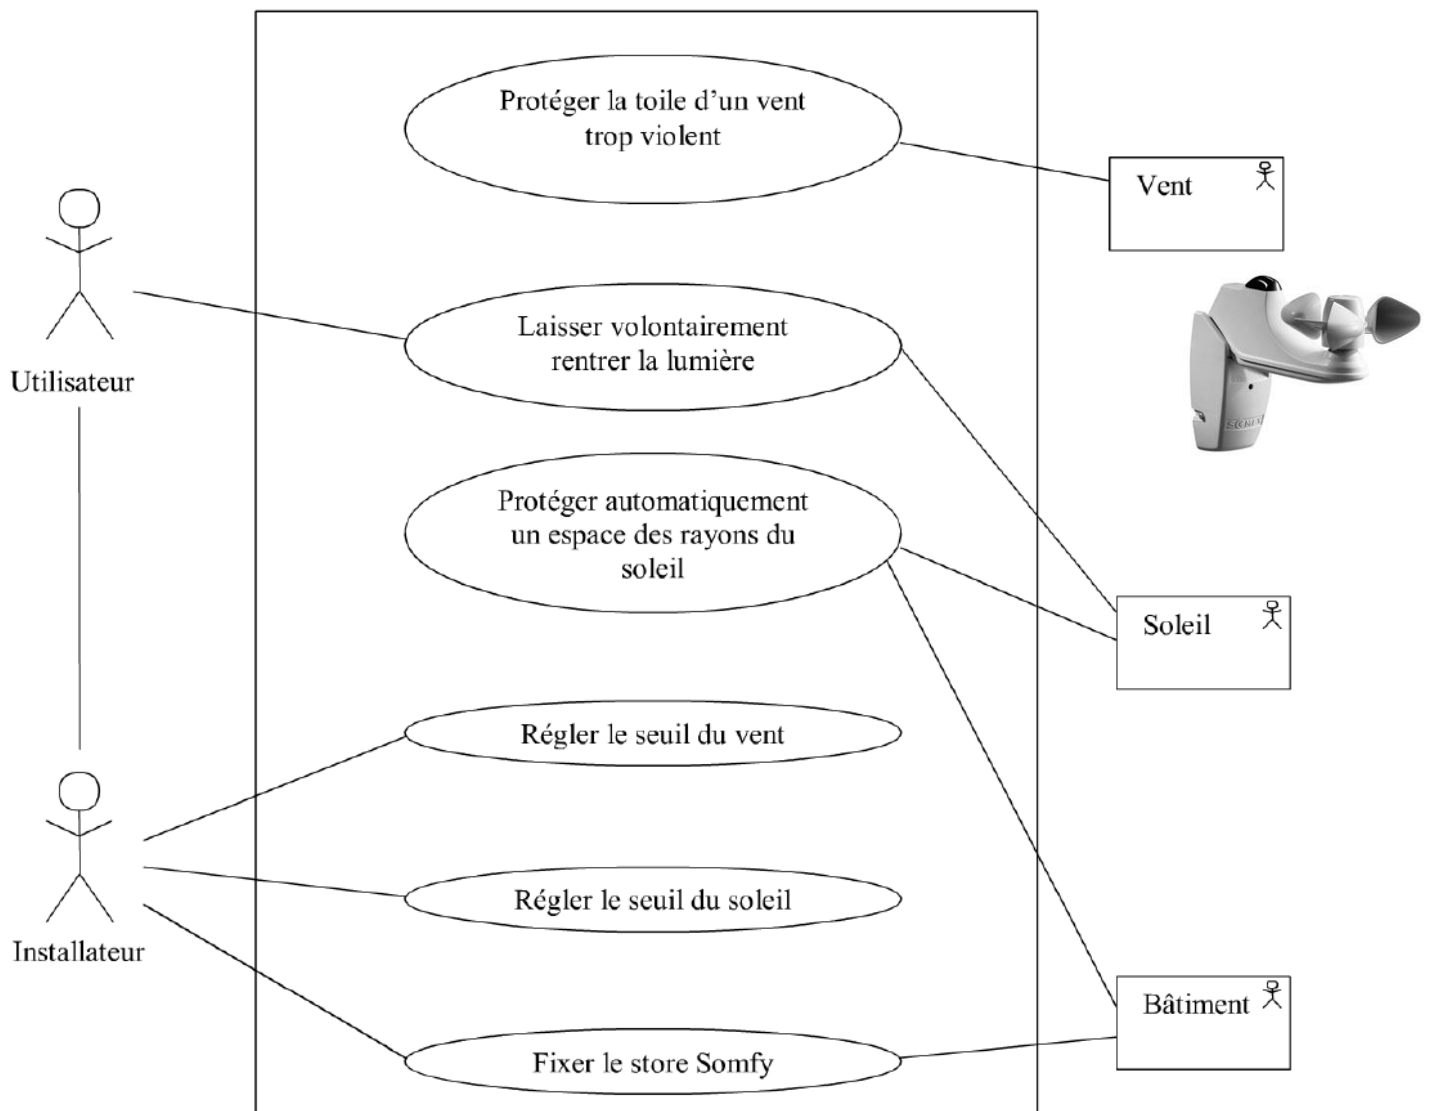 Protéger la toile d'un vent
trop violent
Vent
Laisser volontairement
rentrer la lumière
Utilisateur
Protéger automatiquement
un espace des rayons du
soleil
Soleil
Régler le seuil du vent
Régler le seuil du soleil
Installateur
Bâtiment
Fixer le store Somfy